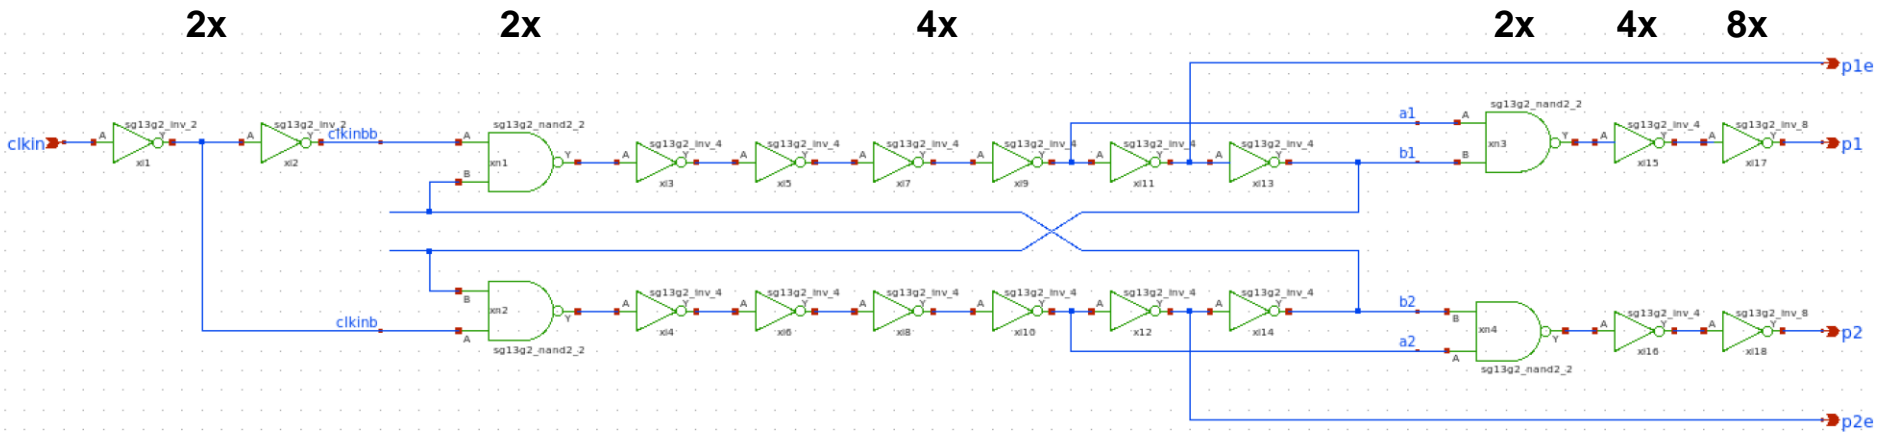 2x 2x 4x 2x 4x 8x
p1e
sg13g2_nand2_2
a1 A
sg13g2_inv_2 sg13g2_inv_2 sg13g2_nand2_2 sg13g2_inv_4 sg13g2_inv_8
clkin A Y A Y clkinbb A xn3 Y A Y A Y p1
sg13g2_inv_4 sg13g2_inv_4 sg13g2_inv_4 sg13g2_inv_4 sg13g2_inv_4 sg13g2_inv_4
xi1 xi2 xn1 Y A Y A Y A Y A Y A Y A Y b1 B xi15 xi17
B xi3 xi5 xi7 xi9 xi11 xi13
sg13g2_inv_4 sg13g2_inv_4 sg13g2_inv_4 sg13g2_inv_4 sg13g2_inv_4 sg13g2_inv_4
B xn2 Y A Y A Y A Y A Y A Y A Y b2 B
clkinb A xi4 xi6 xi8 xi10 x12 xi14 sg13g2_inv_4 sg13g2_inv_8
xn4 Y A Y A Y p2
sg13g2_nand2_2 a2 A xi16 xi18
sg13g2_nand2_2
p2e